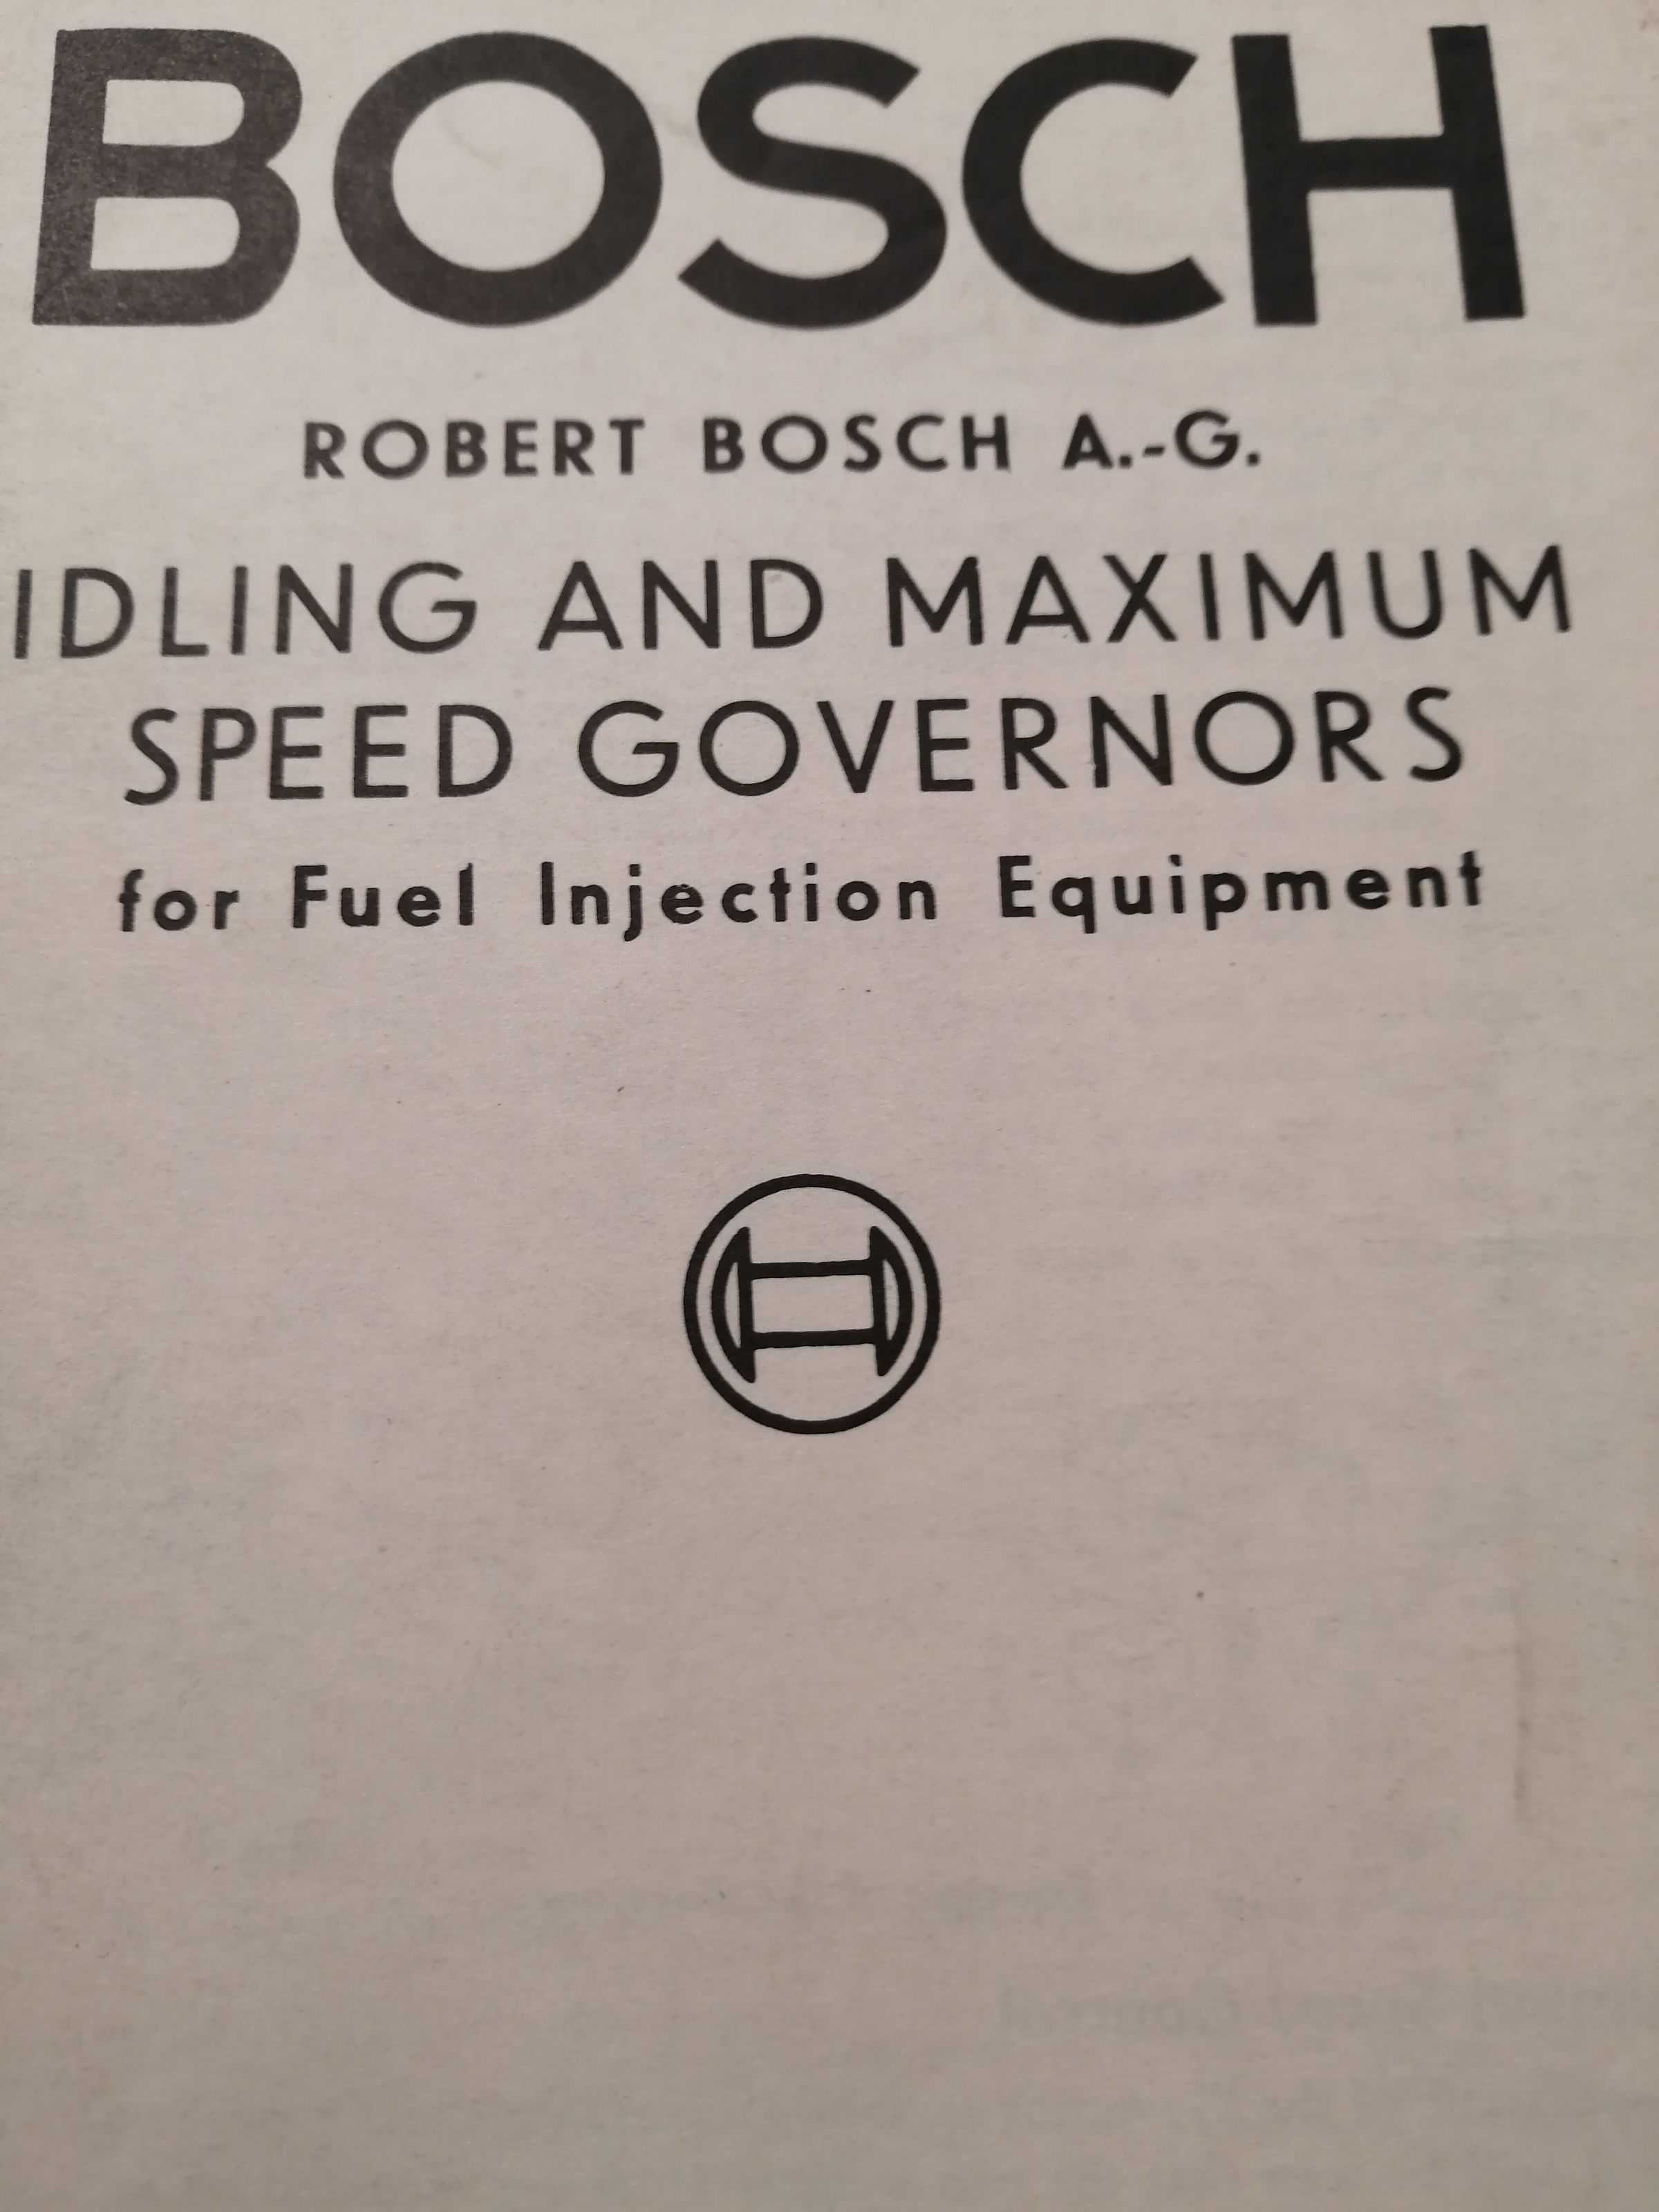 BOSCH
ROBERT BOSCH A.-G.
IDLING AND MAXIMUM
SPEED GOVERNORS
for Fuel Injection Equipment